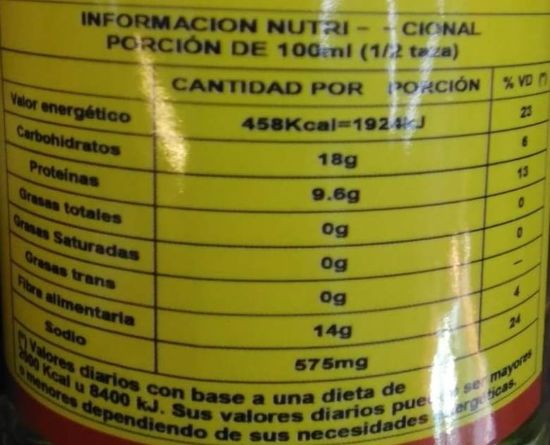 INFORMACION NUTRI - - CIONAL
PORCIÓN DE 100ml (1/2 taza)
CANTIDAD POR PORCIÓN % VD (*)
Valor energético 458Kcal=1924kJ 23
Carbohidratos 18g 6
Proteinas 9.6g 13
Grasas totales 0g 0
Grasas Saturadas 0g 0
Grasas trans 0g –
Fibra alimentaria 14g 4
Sodio 575mg 24
(*) Valores diarios con base a una dieta de
2000 Kcal u 8400 kJ. Sus valores diarios pueden ser mayores
o menores dependiendo de sus necesidades energéticas.